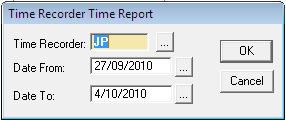 Time Recorder Time Report
Time Recorder: JP ...
OK
Date From: 27/09/2010 ...
Cancel
Date To: 4/10/2010 ...